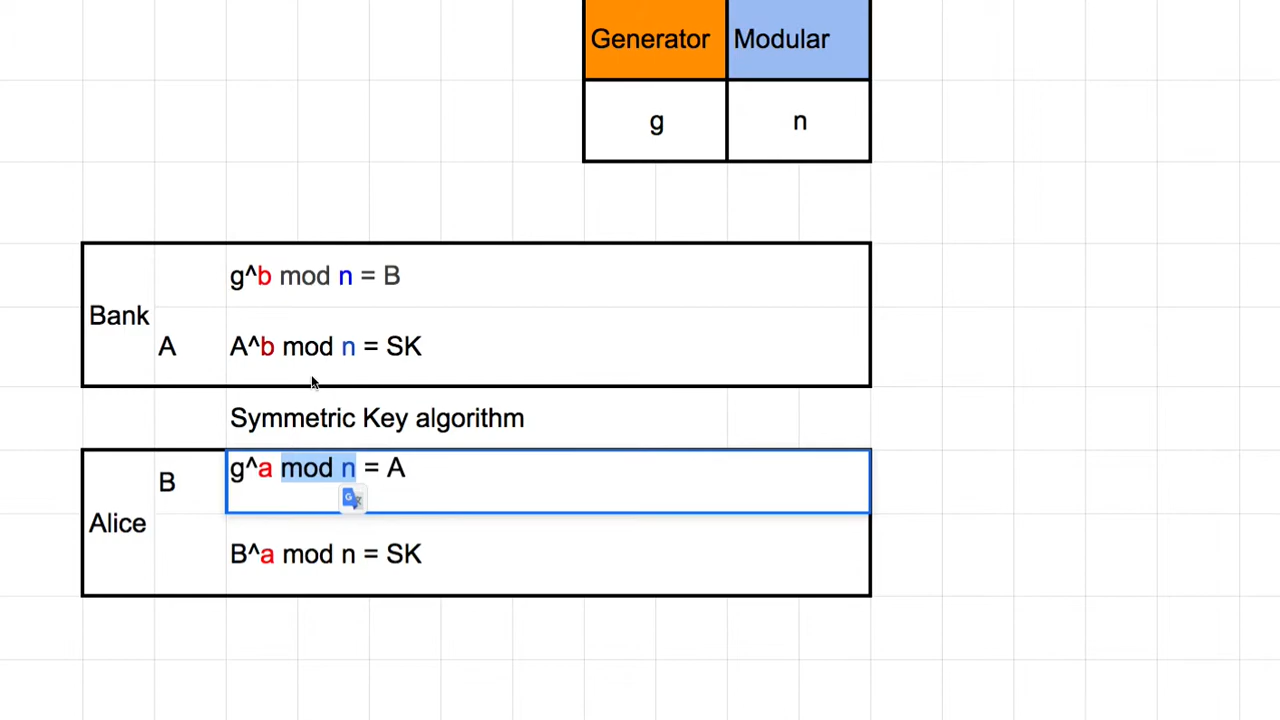 Generator Modular
g n
g^b mod n = B
Bank
A A^b mod n = SK
Symmetric Key algorithm
g^a mod n = A
B
Alice
B^a mod n = SK